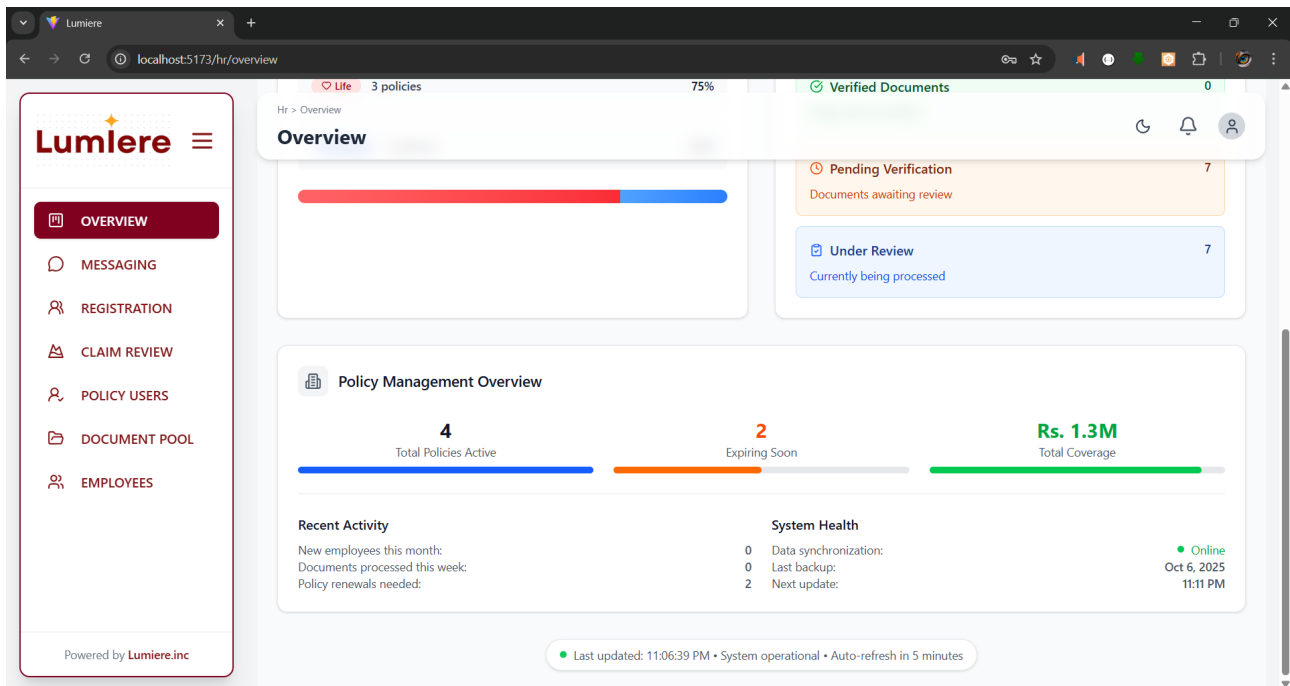 Lumiere
localhost:5173/hr/overview
Lumiere
OVERVIEW
MESSAGING
REGISTRATION
CLAIM REVIEW
POLICY USERS
DOCUMENT POOL
EMPLOYEES
Powered by Lumiere.inc
Life 3 policies 75%
Verified Documents 0
Hr > Overview
Overview
Pending Verification 7
Documents awaiting review
Under Review 7
Currently being processed
Policy Management Overview
4
Total Policies Active
2
Expiring Soon
Rs. 1.3M
Total Coverage
Recent Activity
New employees this month: 0
Documents processed this week: 0
Policy renewals needed: 2
System Health
Data synchronization: Online
Last backup: Oct 6, 2025
Next update: 11:11 PM
Last updated: 11:06:39 PM • System operational • Auto-refresh in 5 minutes